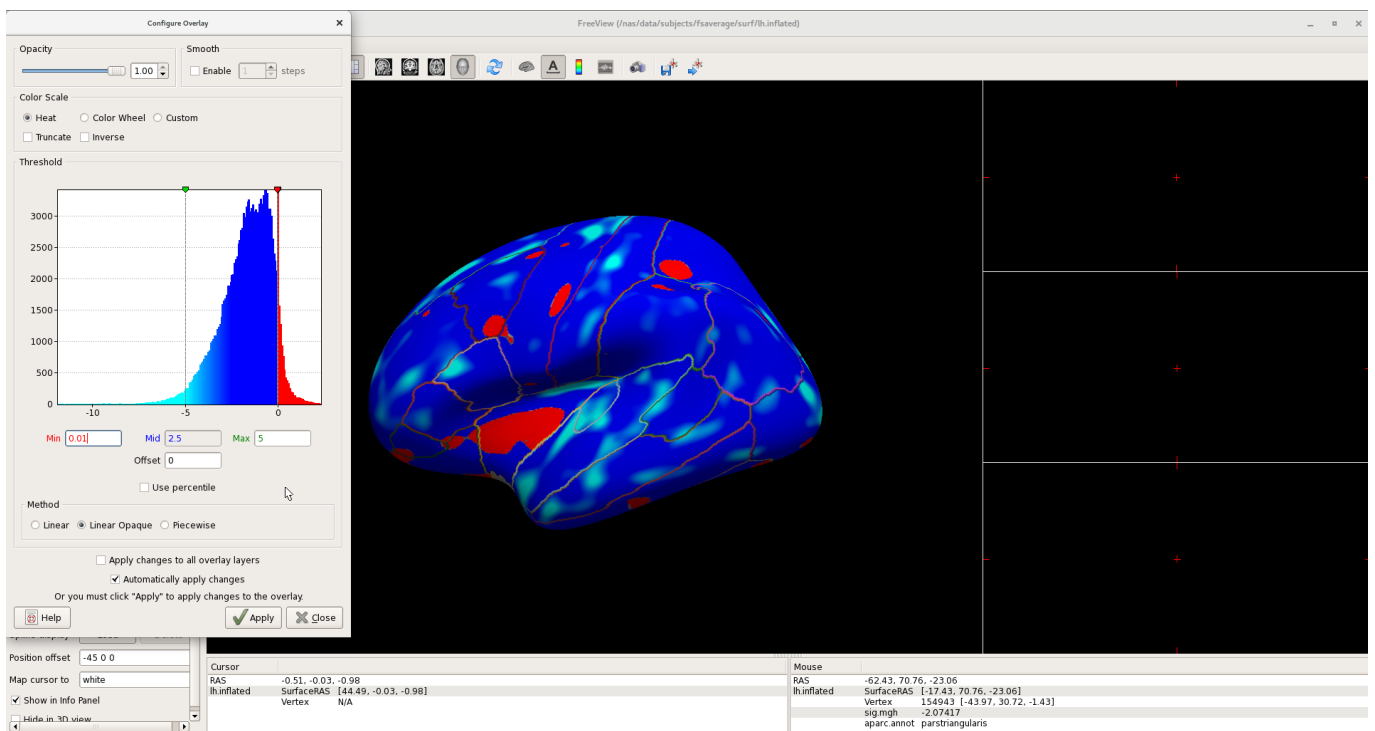 Configure Overlay
FreeView (/nas/data/subjects/fsaverage/surf/lh.inflated)
Opacity
Smooth
1.00
Enable
1
steps
Color Scale
Heat
Color Wheel
Custom
Truncate
Inverse
Threshold
3000
2500
2000
1500
1000
500
0
-10
-5
0
Min 0.01 Mid 2.5 Max 5
Offset 0
Use percentile
Method
Linear
Linear Opaque
Piecewise
Apply changes to all overlay layers
Automatically apply changes
Or you must click "Apply" to apply changes to the overlay.
Help
Apply
Close
Position offset -45 0 0
Map cursor to white
Show in Info Panel
Hide in 3D view
Cursor
RAS -0.51, -0.03, -0.98
lh.inflated SurfaceRAS [44.49, -0.03, -0.98]
Vertex N/A
Mouse
RAS -62.43, 70.76, -23.06
lh.inflated SurfaceRAS [-17.43, 70.76, -23.06]
Vertex 154943 [-43.97, 30.72, -1.43]
sig.mgh -2.07417
aparc.annot parstriangularis